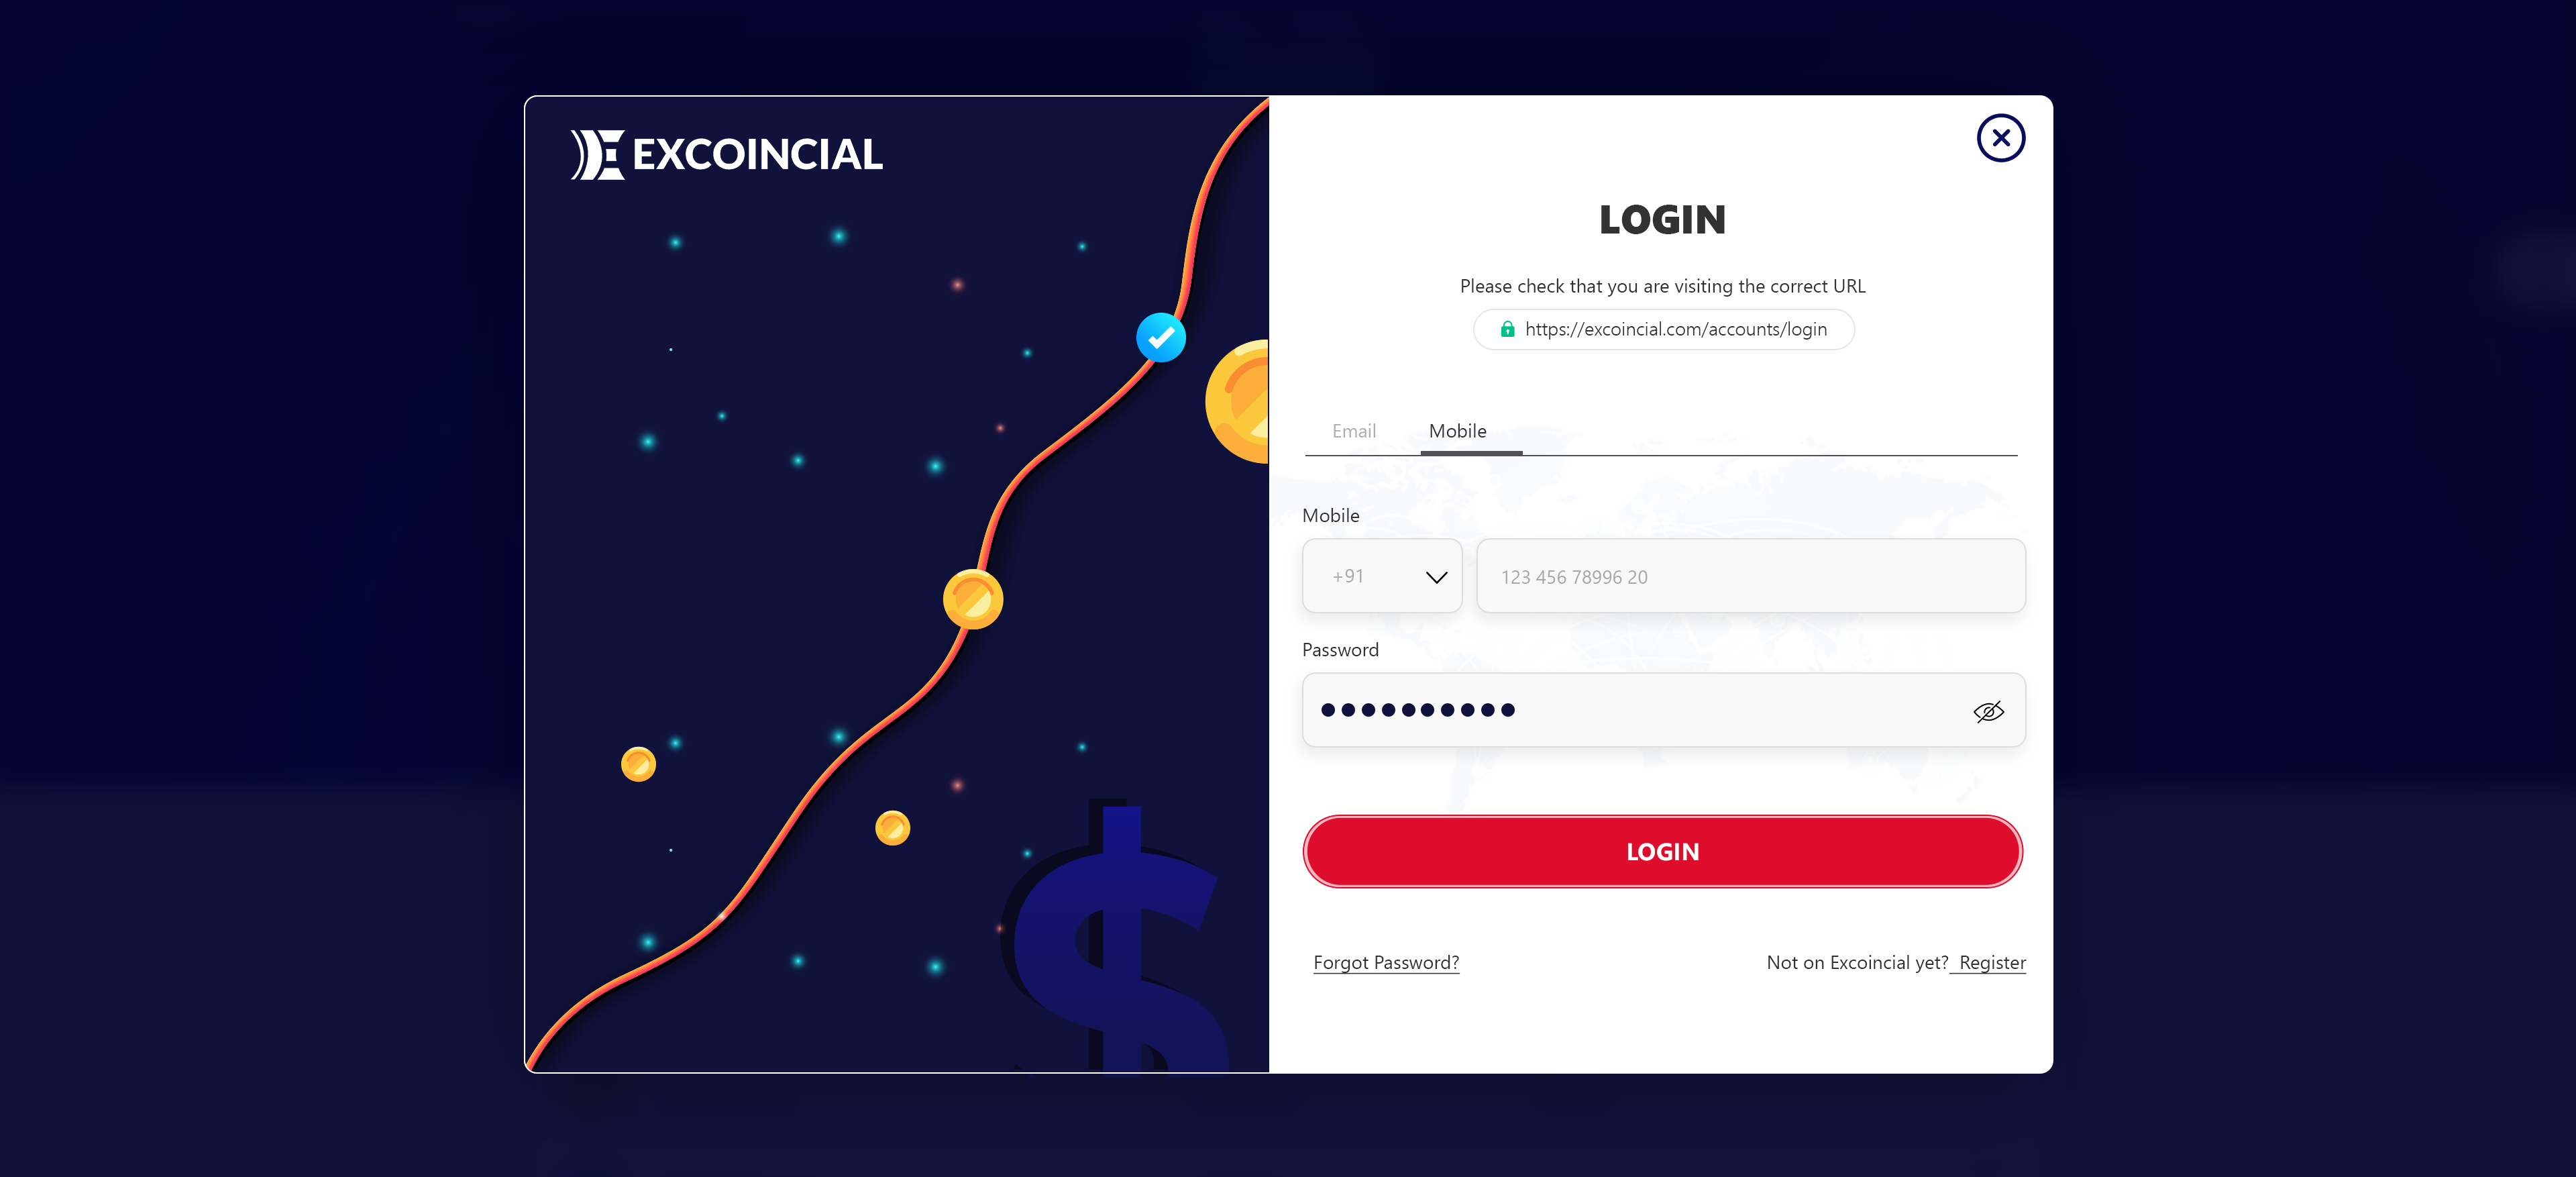 EXCOINCIAL
LOGIN
Please check that you are visiting the correct URL
https://excoincial.com/accounts/login
Email Mobile
Mobile
+91 123 456 78996 20
Password
LOGIN
Forgot Password? Not on Excoincial yet? Register